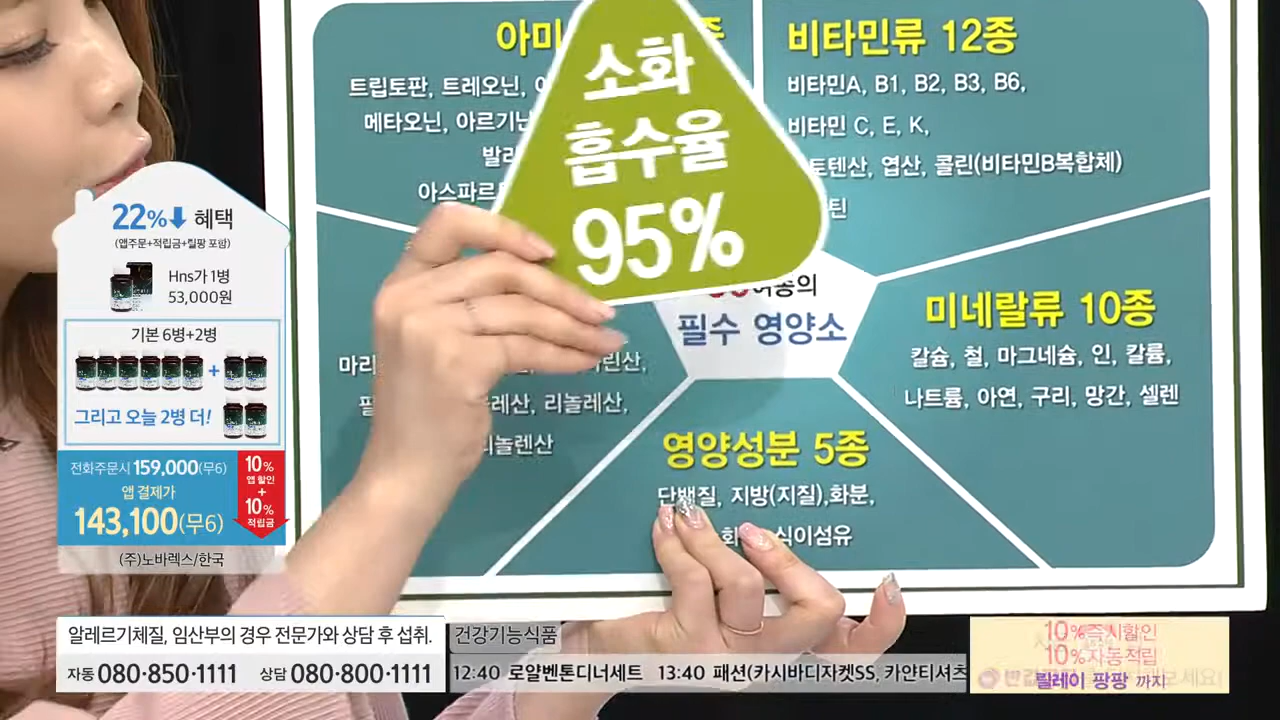 아미
종
트립토판, 트레오닌,
메타오닌, 아르기닌
발
아스파르
소화
흡수율
95%
비타민류 12종
비타민A, B1, B2, B3, B6,
비타민 C, E, K,
토텐산, 엽산, 콜린(비타민B복합체)
틴
여종의
필수 영양소
미네랄류 10종
칼슘, 철, 마그네슘, 인, 칼륨,
나트륨, 아연, 구리, 망간, 셀렌
마리
린산,
레산, 리놀레산,
리놀렌산
영양성분 5종
단백질, 지방(지질),화분,
화 식이섬유
22%⬇ 혜택
(앱주문+적립금+릴팡 포함)
Hns가 1병
53,000원
기본 6병+2병
+
그리고 오늘 2병 더!
전화주문시 159,000(무6)
앱 결제가
143,100(무6)
10%
앱 할인
+
10%
적립금
(주)노바렉스/한국
알레르기체질, 임산부의 경우 전문가와 상담 후 섭취.
자동 080·850·1111 상담 080·800·1111
건강기능식품
12:40 로얄벤톤디너세트 13:40 패션(카시바디자켓SS, 카얀티셔츠
10%즉시할인
10%자동적립
릴레이 팡팡 까지